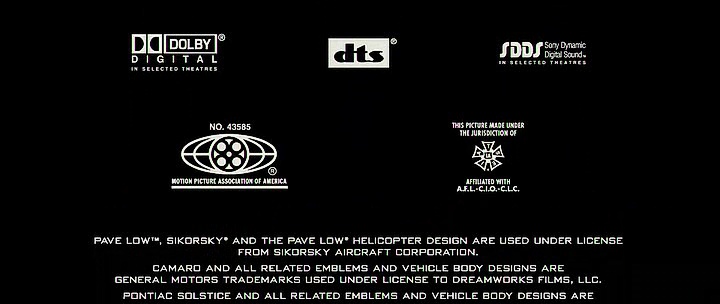 DOLBY®
DIGITAL
IN SELECTED THEATRES
dts®
SDDS Sony Dynamic
Digital Sound™
IN SELECTED THEATRES
NO. 43585
®
MOTION PICTURE ASSOCIATION OF AMERICA
THIS PICTURE MADE UNDER
THE JURISDICTION OF
AFFILIATED WITH
A.F.L.-C.I.O.-C.L.C.
PAVE LOW™, SIKORSKY® AND THE PAVE LOW® HELICOPTER DESIGN ARE USED UNDER LICENSE
FROM SIKORSKY AIRCRAFT CORPORATION.
CAMARO AND ALL RELATED EMBLEMS AND VEHICLE BODY DESIGNS ARE
GENERAL MOTORS TRADEMARKS USED UNDER LICENSE TO DREAMWORKS FILMS, LLC.
PONTIAC SOLSTICE AND ALL RELATED EMBLEMS AND VEHICLE BODY DESIGNS ARE